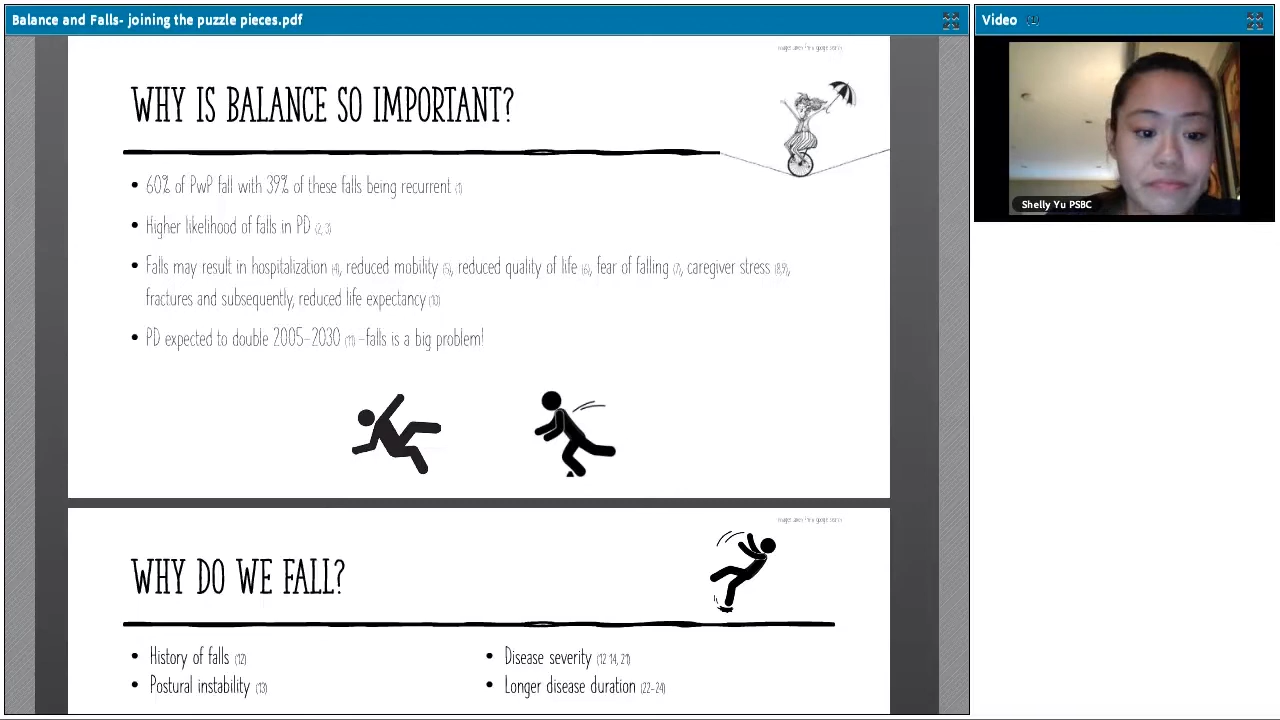 Balance and Falls- joining the puzzle pieces.pdf
Video (1)
Shelly Yu PSBC
WHY IS BALANCE SO IMPORTANT?
• 60% of PwP fall with 39% of these falls being recurrent (1)
• Higher likelihood of falls in PD (2, 3)
• Falls may result in hospitalization (4), reduced mobility (5), reduced quality of life (6), fear of falling (7), caregiver stress (8,9),
fractures and subsequently, reduced life expectancy (10)
• PD expected to double 2005-2030 (11) -falls is a big problem!
WHY DO WE FALL?
• History of falls (12)
• Postural instability (13)
• Disease severity (12-14, 21)
• Longer disease duration (22-24)